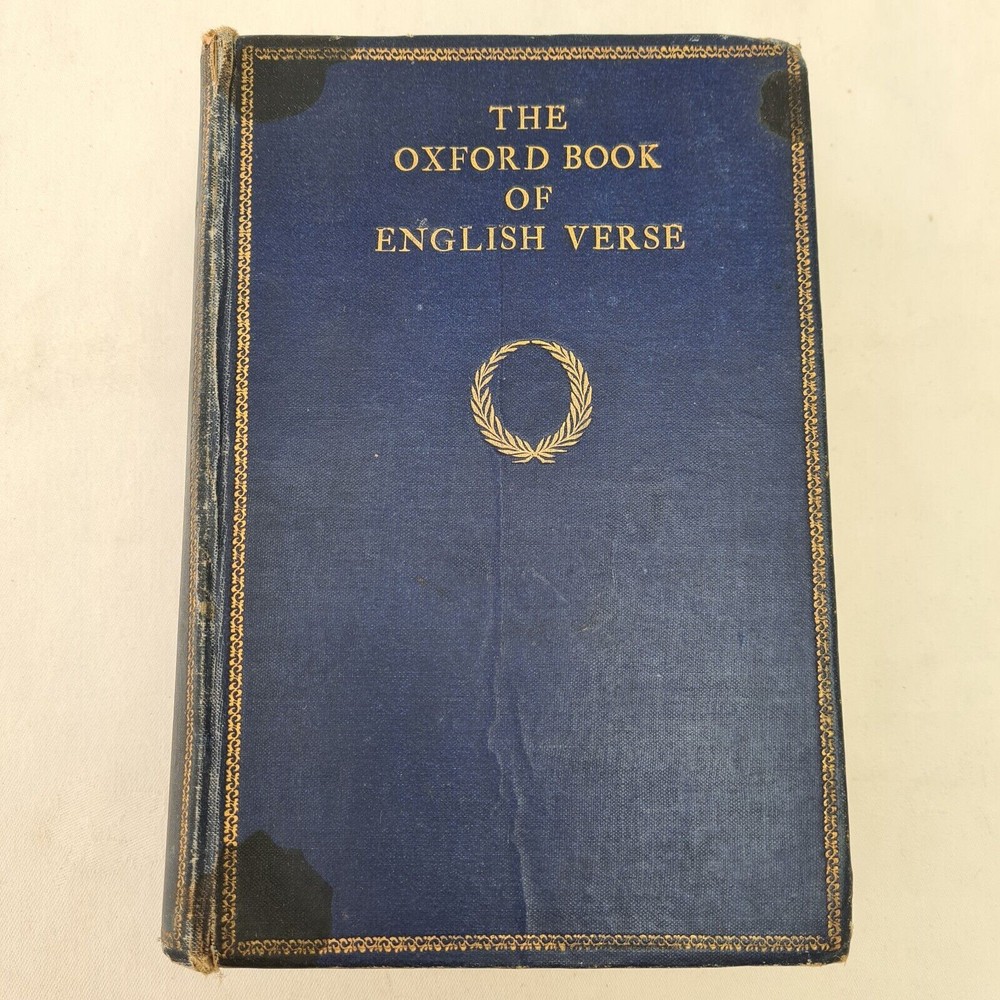 THE
OXFORD BOOK
OF
ENGLISH VERSE